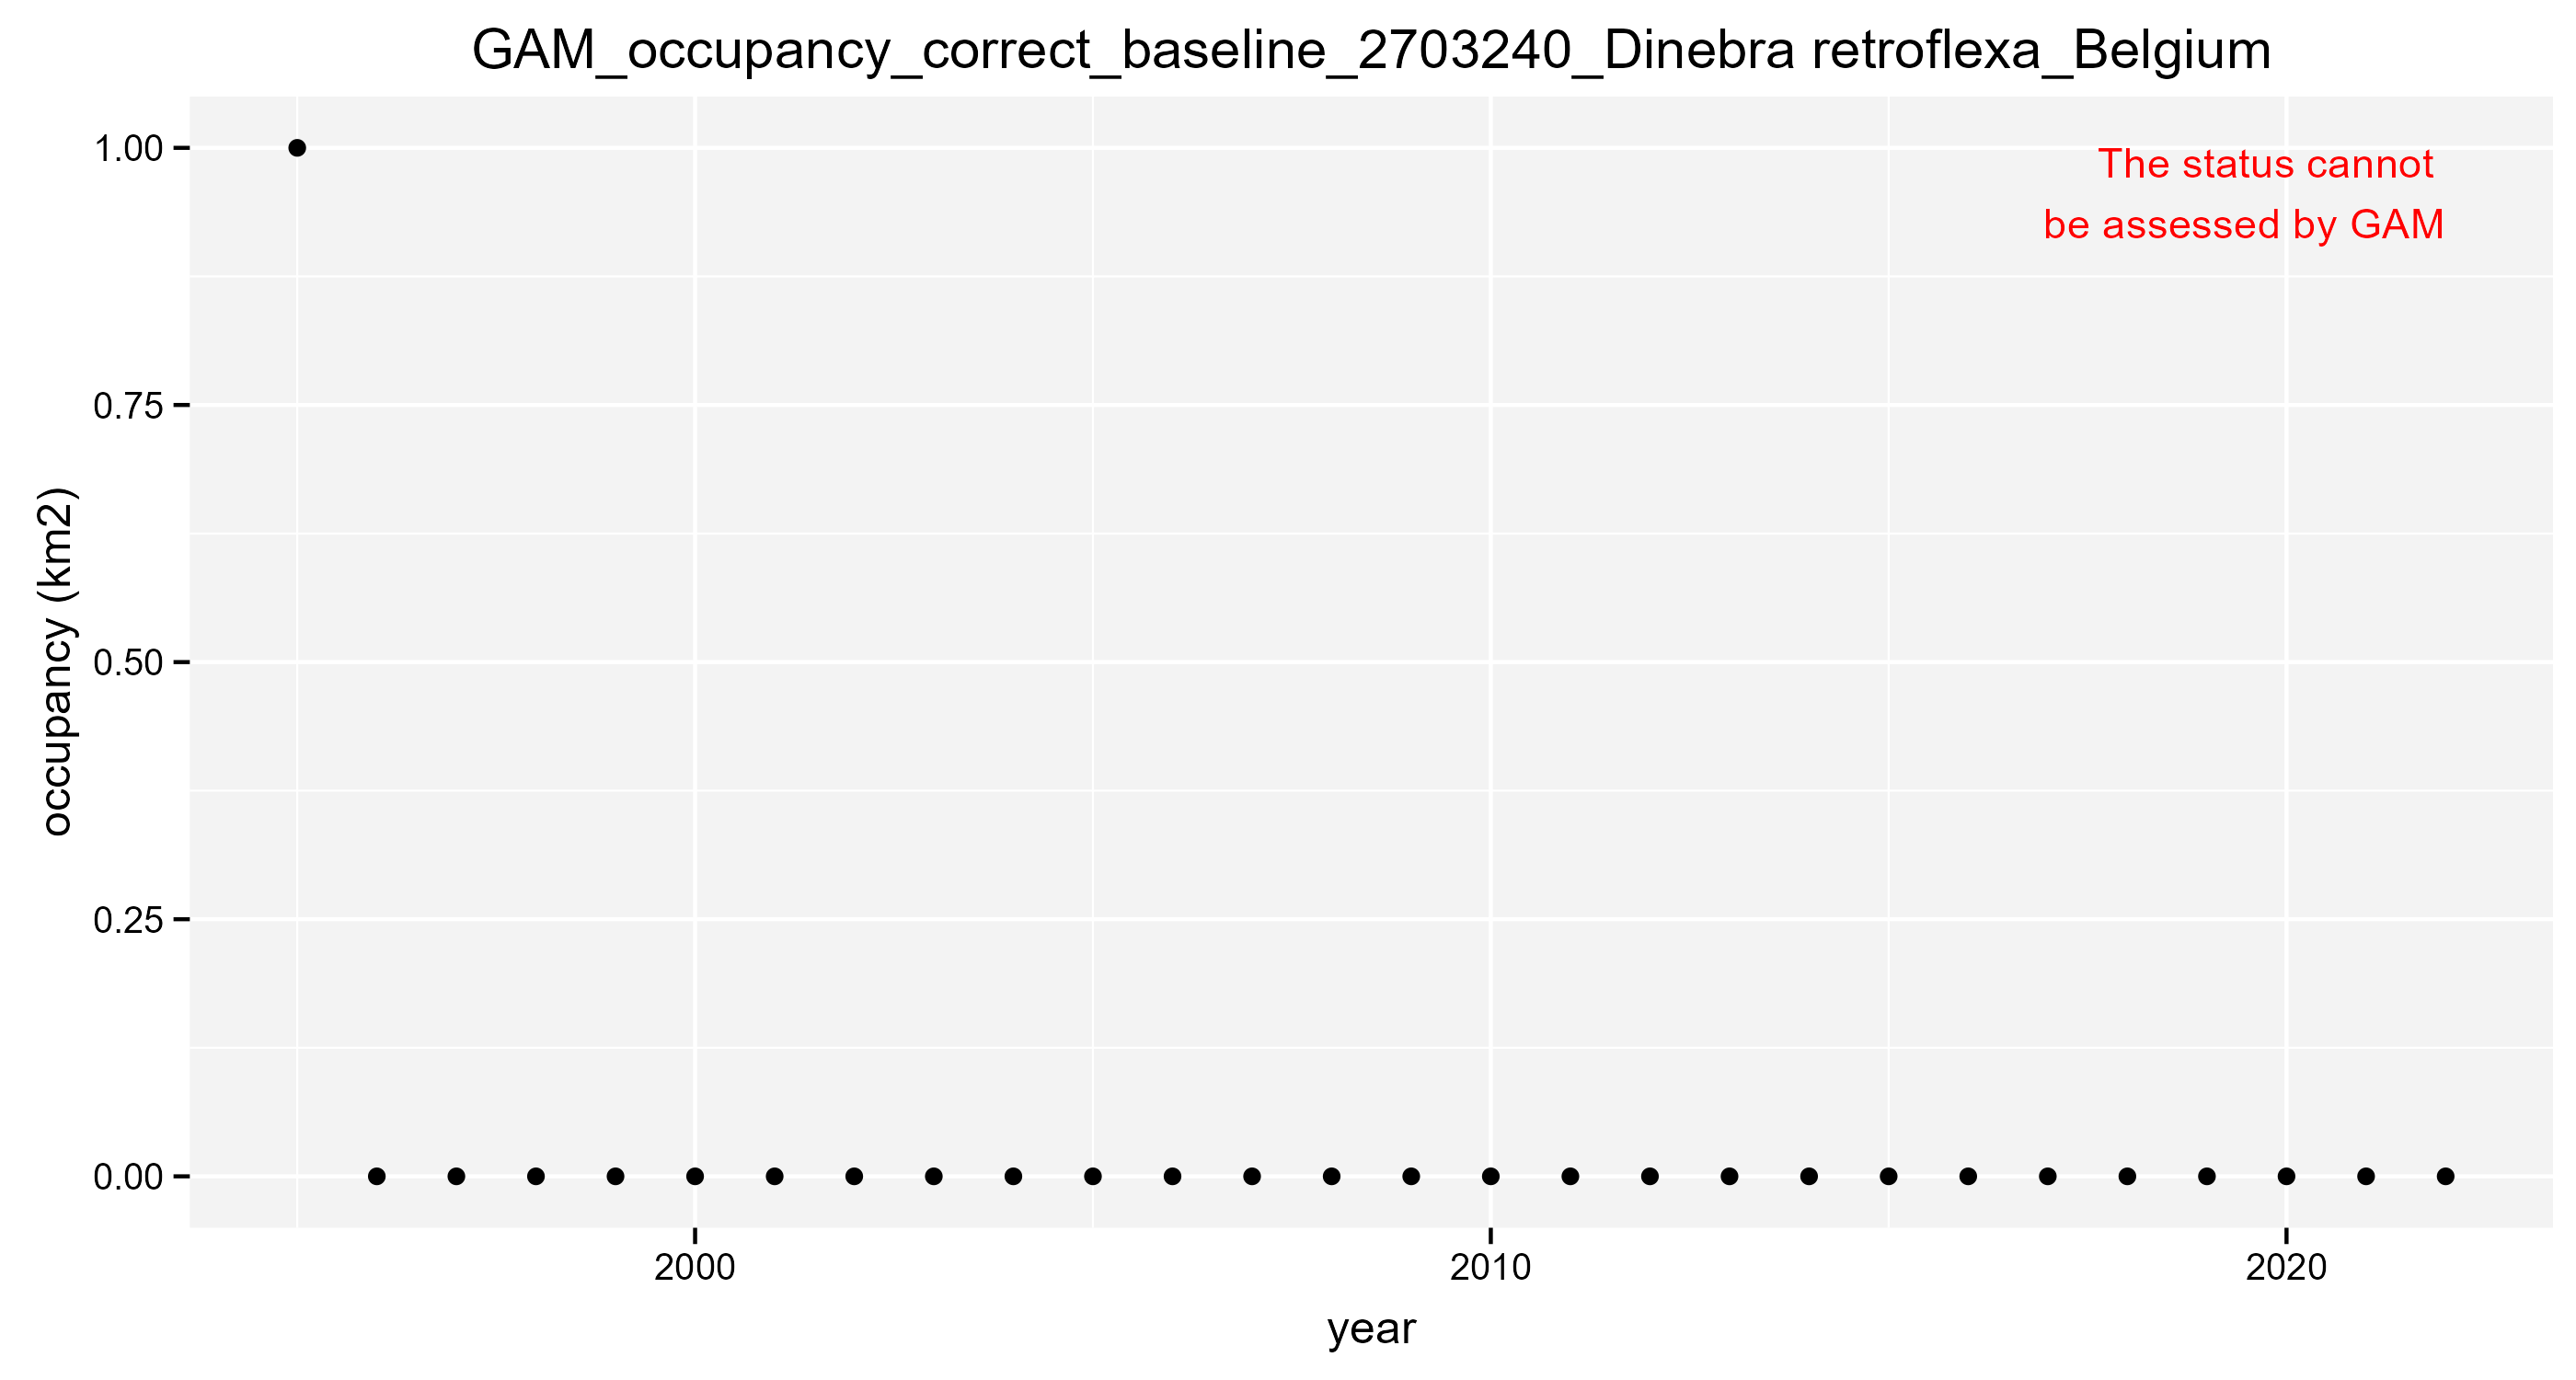 GAM_occupancy_correct_baseline_2703240_Dinebra retroflexa_Belgium
The status cannot
be assessed by GAM
occupancy (km2)
1.00
0.75
0.50
0.25
0.00
2000
2010
2020
year